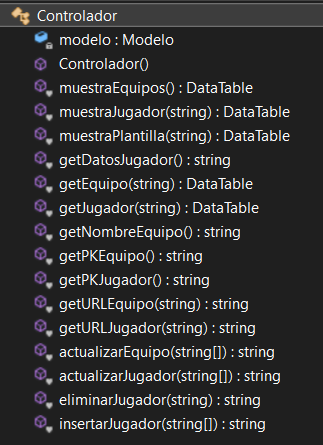 Controlador
modelo : Modelo
Controlador()
muestraEquipos() : DataTable
muestraJugador(string) : DataTable
muestraPlantilla(string) : DataTable
getDatosJugador() : string
getEquipo(string) : DataTable
getJugador(string) : DataTable
getNombreEquipo() : string
getPKEquipo() : string
getPKJugador() : string
getURLEquipo(string) : string
getURLJugador(string) : string
actualizarEquipo(string[]) : string
actualizarJugador(string[]) : string
eliminarJugador(string) : string
insertarJugador(string[]) : string